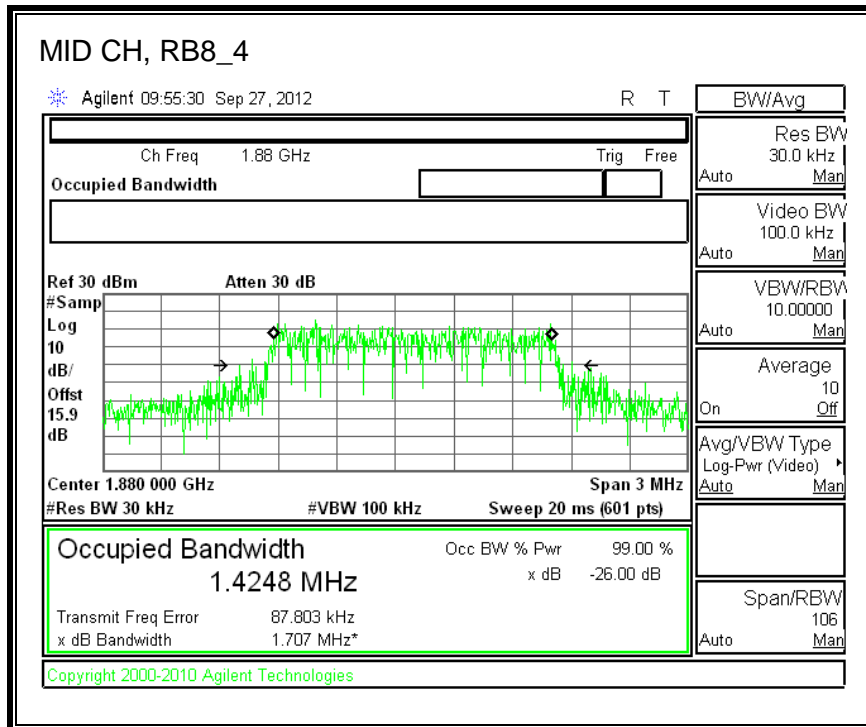 MID CH, RB8_4
Agilent 09:55:30 Sep 27, 2012 R T
Ch Freq 1.88 GHz Trig Free
Occupied Bandwidth
Ref 30 dBm Atten 30 dB
#Samp
Log
10
dB/
Offst
15.9
dB
Center 1.880 000 GHz Span 3 MHz
#Res BW 30 kHz #VBW 100 kHz Sweep 20 ms (601 pts)
Occupied Bandwidth
1.4248 MHz
Occ BW % Pwr 99.00 %
x dB -26.00 dB
Transmit Freq Error 87.803 kHz
x dB Bandwidth 1.707 MHz*
Copyright 2000-2010 Agilent Technologies
BW/Avg
Res BW
30.0 kHz
Auto Man
Video BW
100.0 kHz
Auto Man
VBW/RBW
10.00000
Auto Man
Average
10
On Off
Avg/VBW Type
Log-Pwr (Video)
Auto Man
Span/RBW
106
Auto Man